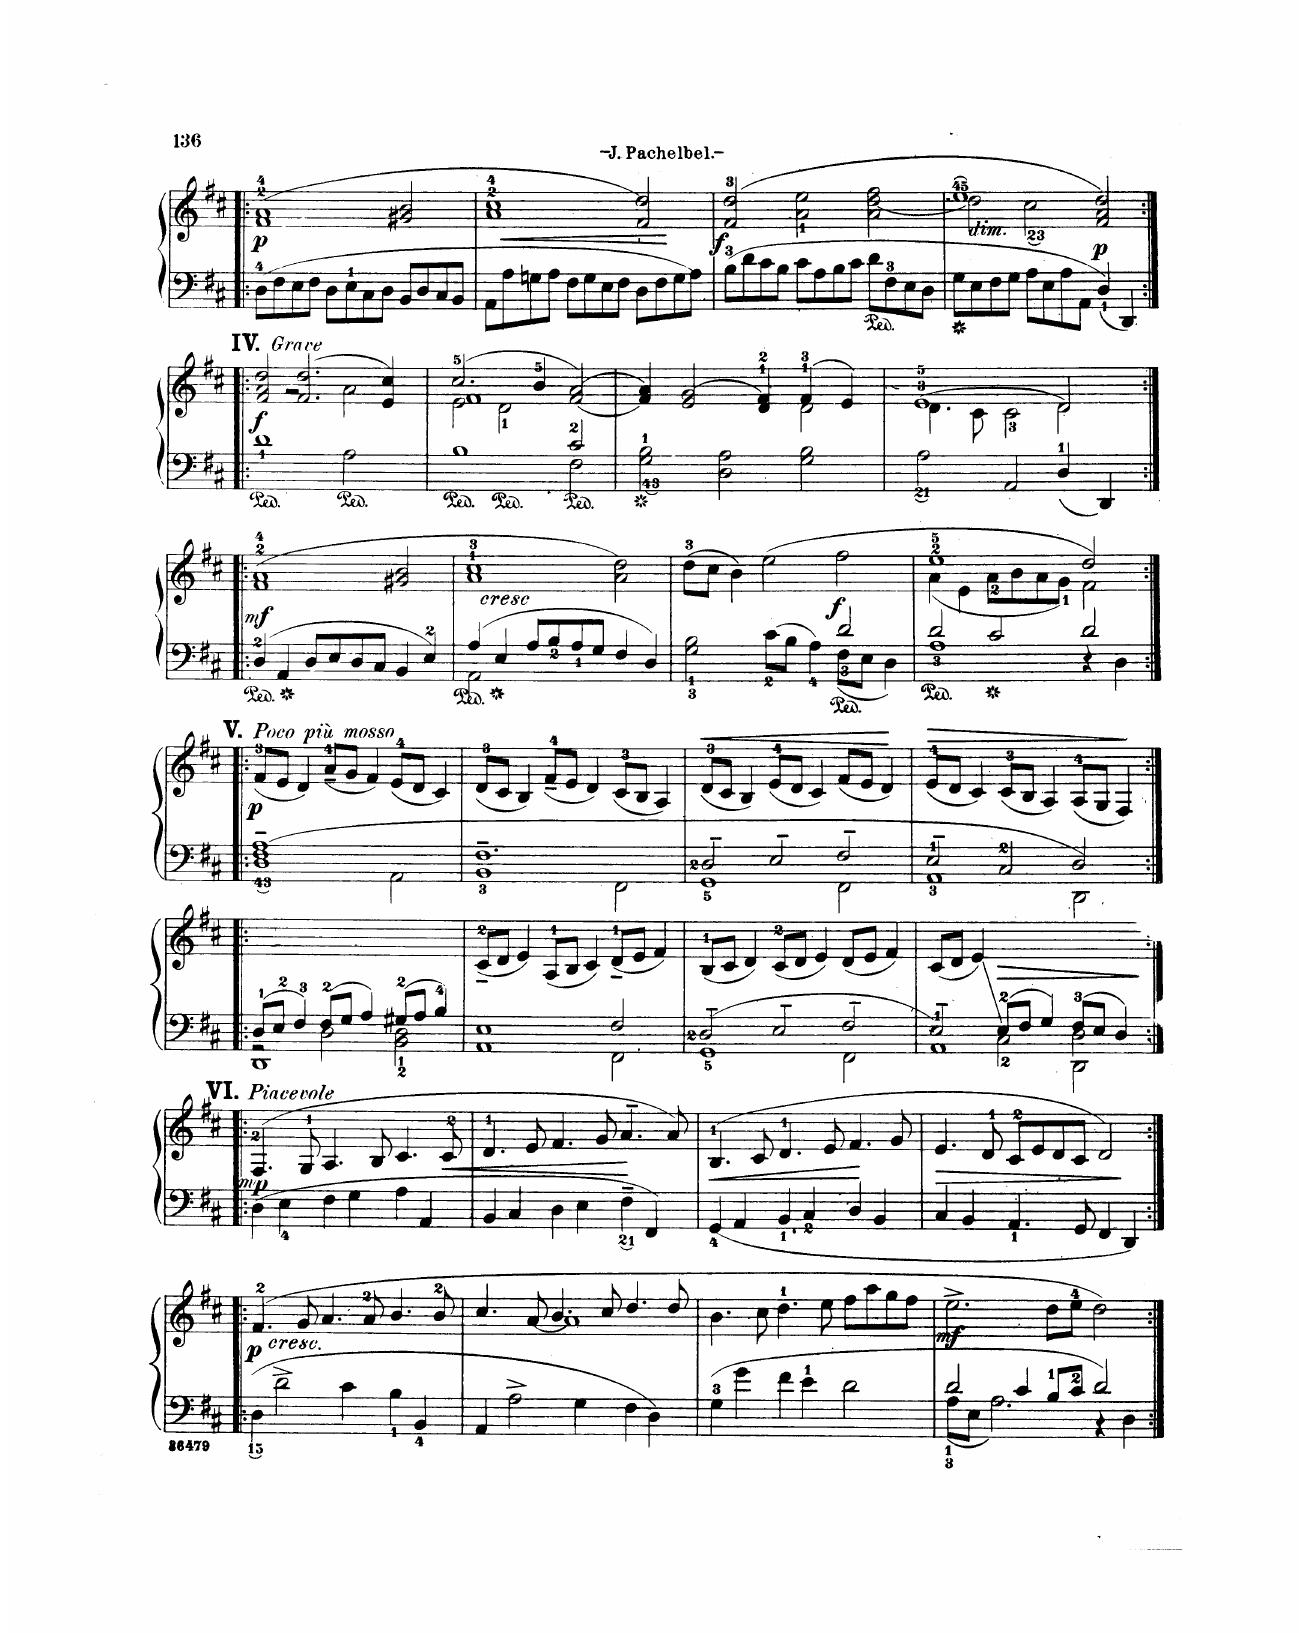 136
-J. Pachelbel.-
p
f
dim.
p
Ped.
IV. Grave
f
Ped. Ped. Ped. Ped. Ped.
mf
cresc
f
Ped. Ped. Ped. Ped.
V. Poco più mosso
p
VI. Piacevole
mp
p cresc.
mf
36479